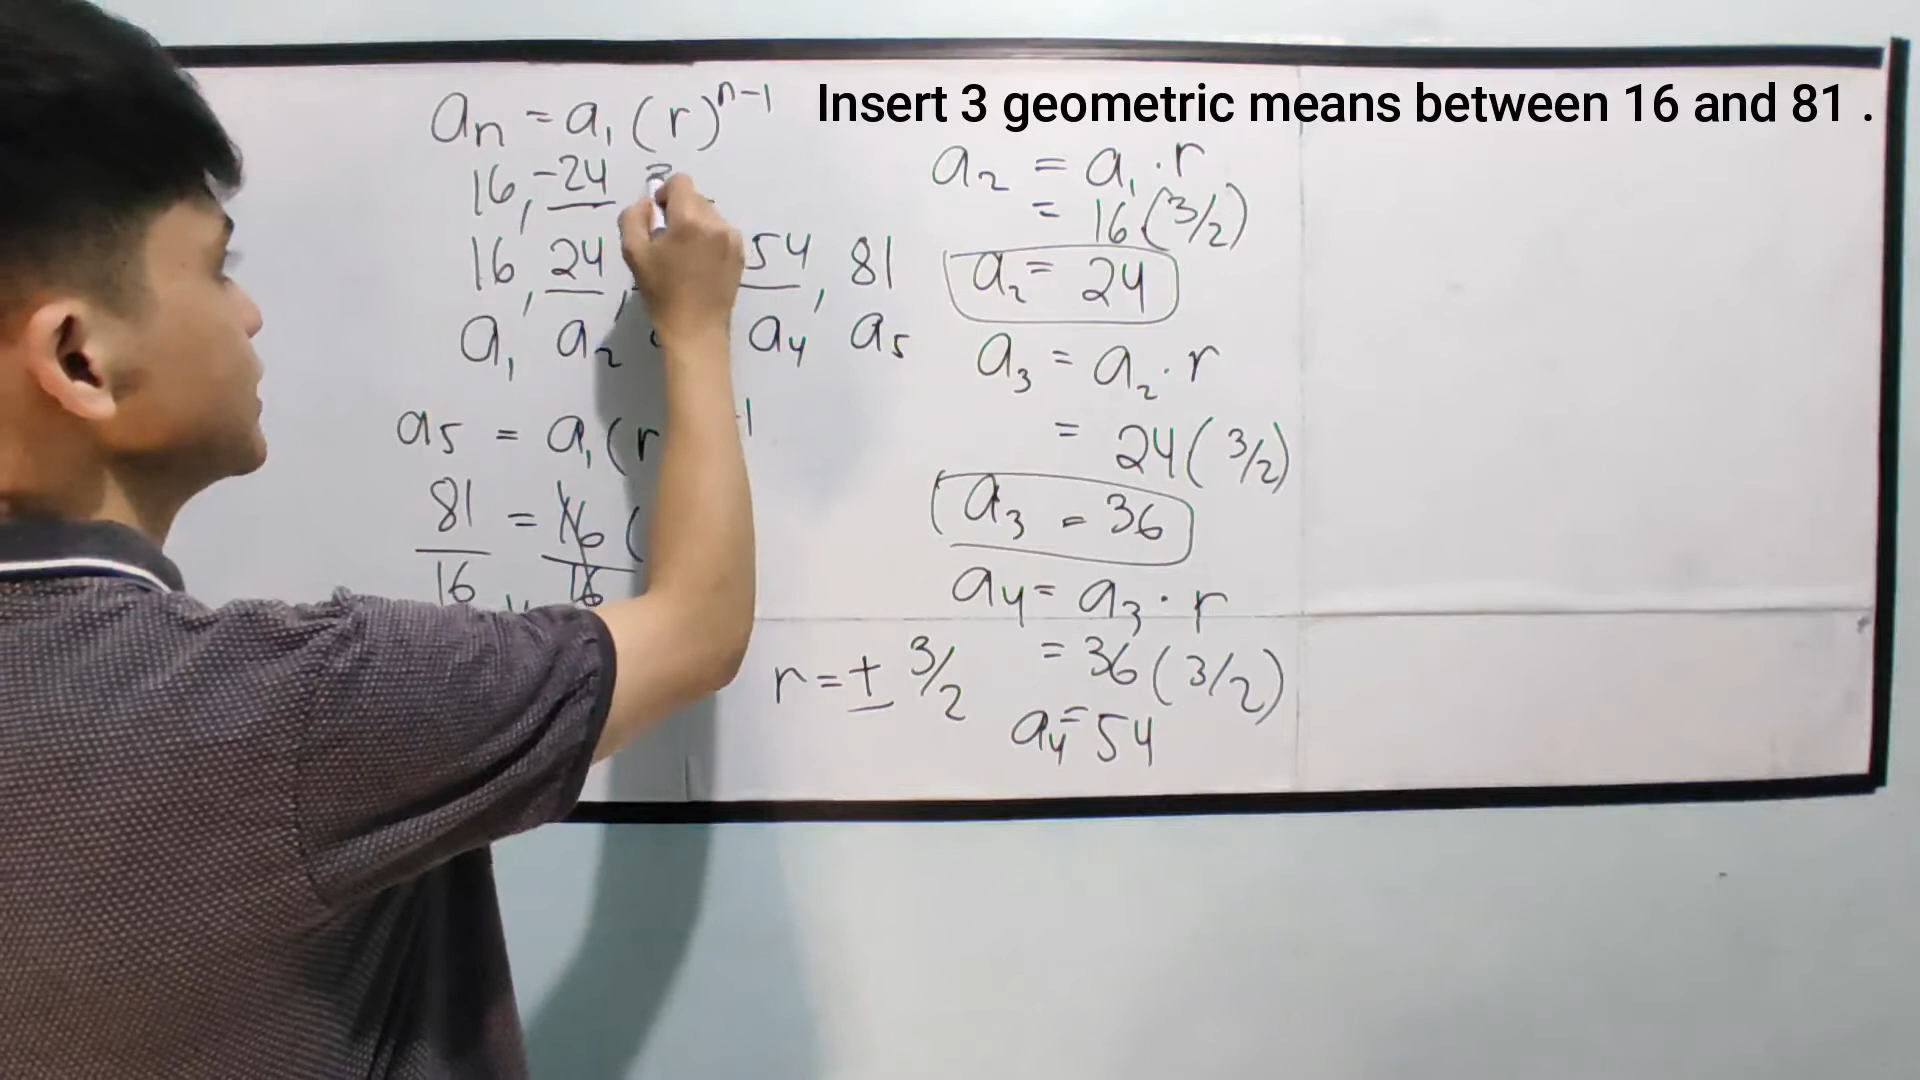 Insert 3 geometric means between 16 and 81 .
aₙ = a₁ (r)ⁿ⁻¹
16, -24
16, 24, 54, 81
a₁ a₂ a₄ a₅
a₅ = a₁ (r -1
81 = 16 (
16 16
a₂ = a₁ · r
= 16 (3/2)
a₂ = 24
a₃ = a₂ · r
= 24 (3/2)
a₃ = 36
a₄ = a₃ · r
= 36 (3/2)
a₄ = 54
r = ± 3/2